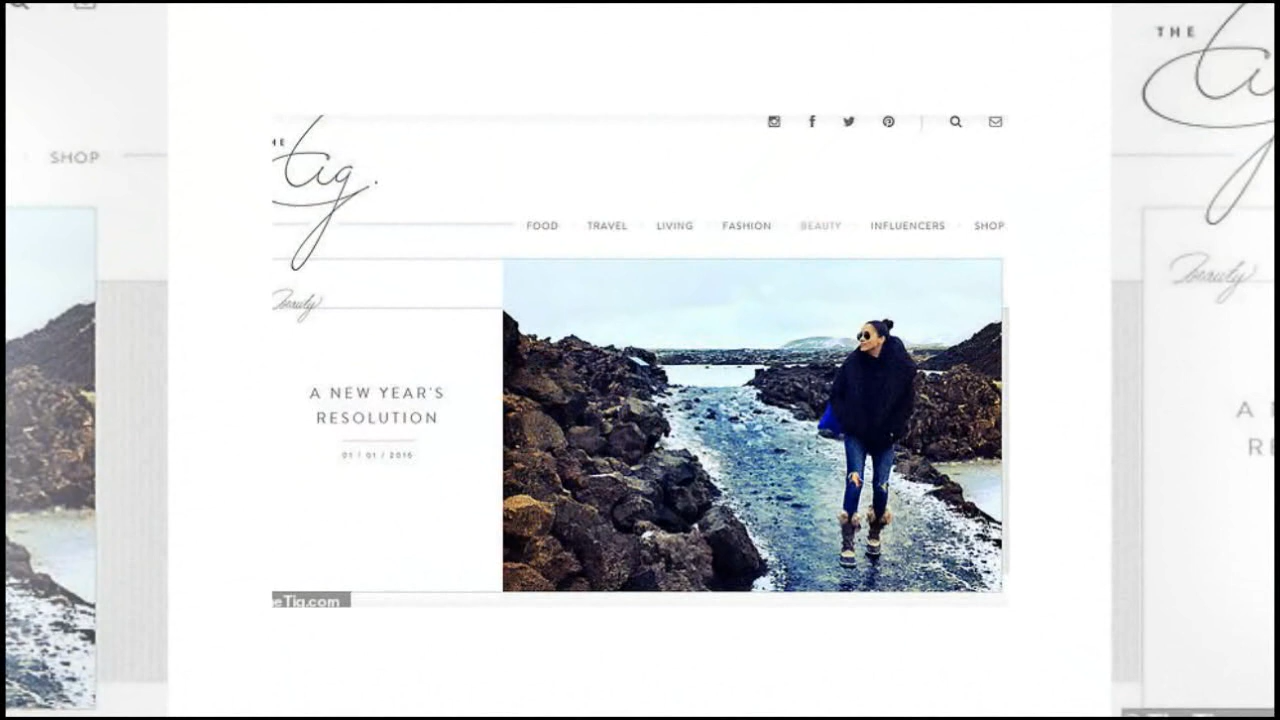 THE
tig.
FOOD TRAVEL LIVING FASHION BEAUTY INFLUENCERS SHOP
beauty
A NEW YEAR'S
RESOLUTION
01 / 01 / 2016
eTig.com
SHOP
THE
beauty
A